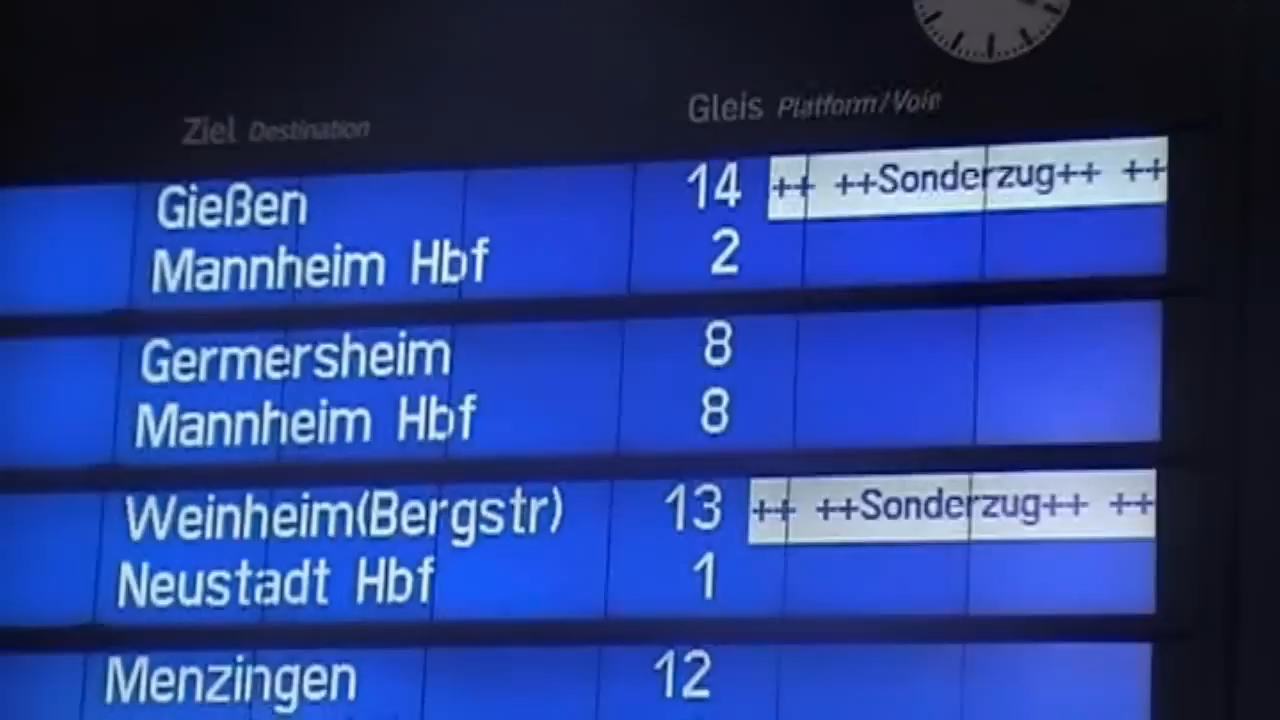 Ziel Destination Gleis Platform/Voie
Gießen 14 ++ ++Sonderzug++ ++
Mannheim Hbf 2
Germersheim 8
Mannheim Hbf 8
Weinheim(Bergstr) 13 ++ ++Sonderzug++ ++
Neustadt Hbf 1
Menzingen 12